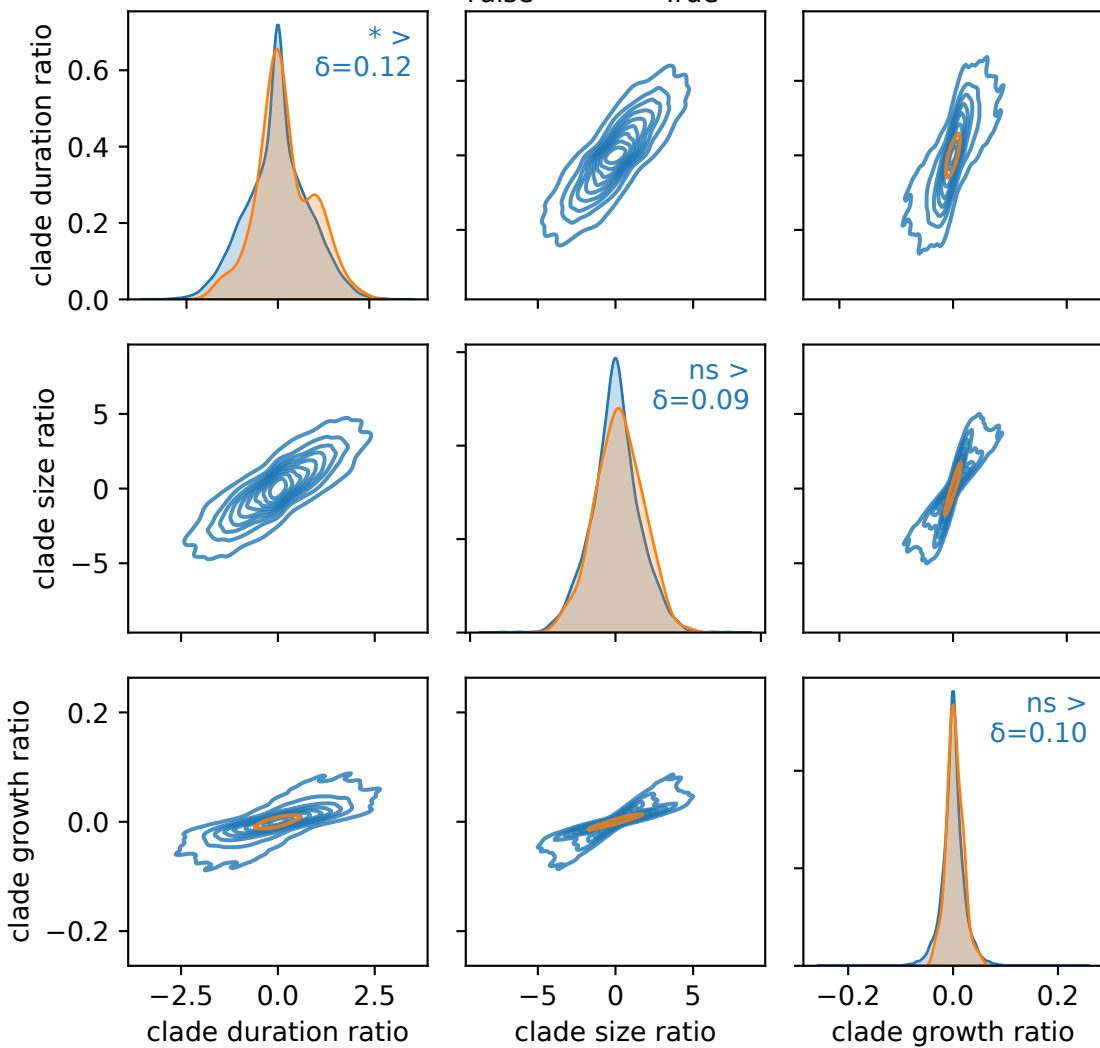 clade duration ratio
0.6
0.4
0.2
0.0
* >
δ=0.12
clade size ratio
5
0
−5
ns >
δ=0.09
clade growth ratio
0.2
0.0
−0.2
ns >
δ=0.10
−2.5 0.0 2.5
−5 0 5
−0.2 0.0 0.2
clade duration ratio
clade size ratio
clade growth ratio